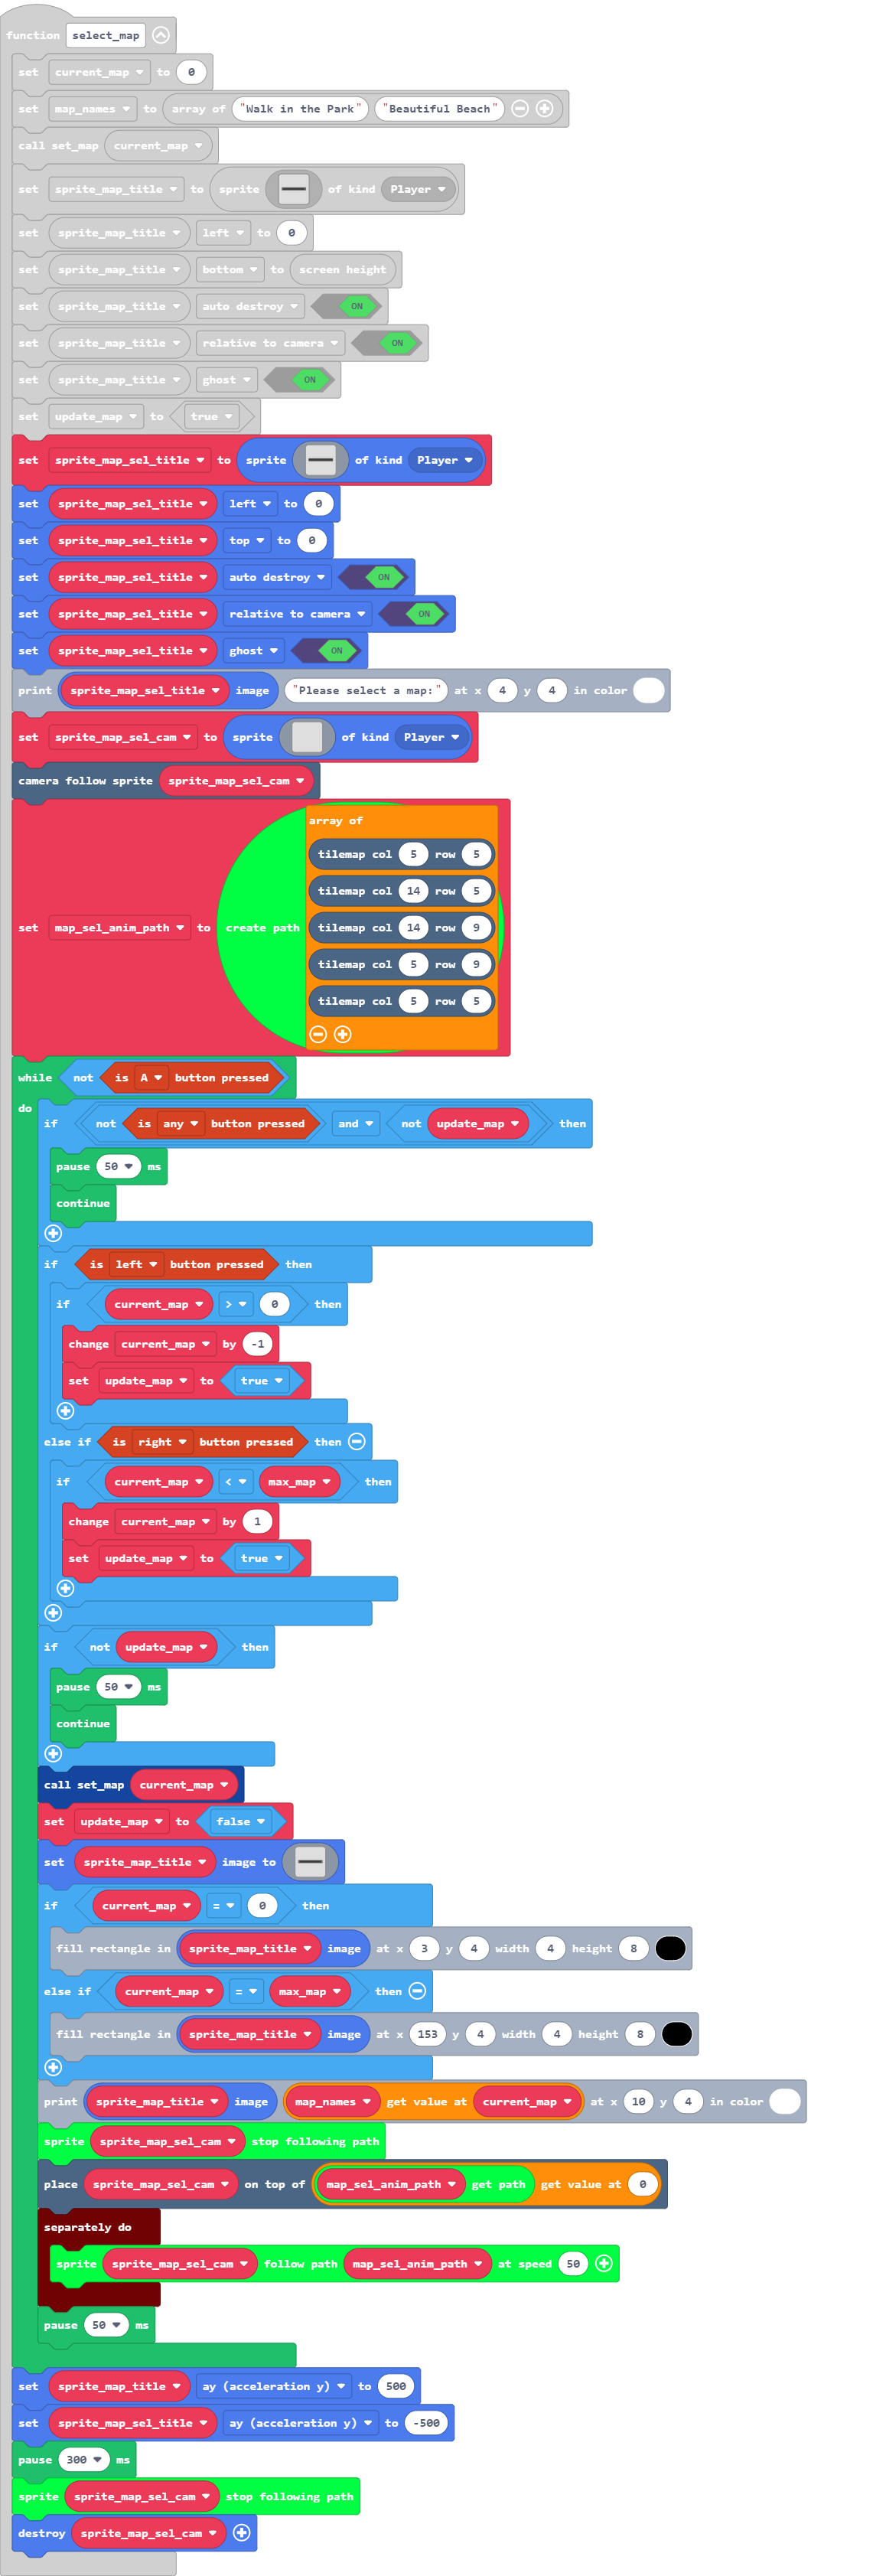 function select_map
set current_map to 0
set map_names to array of "Walk in the Park" "Beautiful Beach"
call set_map current_map
set sprite_map_title to sprite of kind Player
set sprite_map_title left to 0
set sprite_map_title bottom to screen height
set sprite_map_title auto destroy ON
set sprite_map_title relative to camera ON
set sprite_map_title ghost ON
set update_map to true
set sprite_map_sel_title to sprite of kind Player
set sprite_map_sel_title left to 0
set sprite_map_sel_title top to 0
set sprite_map_sel_title auto destroy ON
set sprite_map_sel_title relative to camera ON
set sprite_map_sel_title ghost ON
print sprite_map_sel_title image "Please select a map:" at x 4 y 4 in color
set sprite_map_sel_cam to sprite of kind Player
camera follow sprite sprite_map_sel_cam
array of
tilemap col 5 row 5
tilemap col 14 row 5
set map_sel_anim_path to create path tilemap col 14 row 9
tilemap col 5 row 9
tilemap col 5 row 5
while not is A button pressed
do
if not is any button pressed and not update_map then
pause 50 ms
continue
if is left button pressed then
if current_map > 0 then
change current_map by -1
set update_map to true
else if is right button pressed then
if current_map < max_map then
change current_map by 1
set update_map to true
if not update_map then
pause 50 ms
continue
call set_map current_map
set update_map to false
set sprite_map_title image to
if current_map = 0 then
fill rectangle in sprite_map_title image at x 3 y 4 width 4 height 8
else if current_map = max_map then
fill rectangle in sprite_map_title image at x 153 y 4 width 4 height 8
print sprite_map_title image map_names get value at current_map at x 10 y 4 in color
sprite sprite_map_sel_cam stop following path
place sprite_map_sel_cam on top of map_sel_anim_path get path get value at 0
separately do
sprite sprite_map_sel_cam follow path map_sel_anim_path at speed 50
pause 50 ms
set sprite_map_title ay (acceleration y) to 500
set sprite_map_sel_title ay (acceleration y) to -500
pause 300 ms
sprite sprite_map_sel_cam stop following path
destroy sprite_map_sel_cam